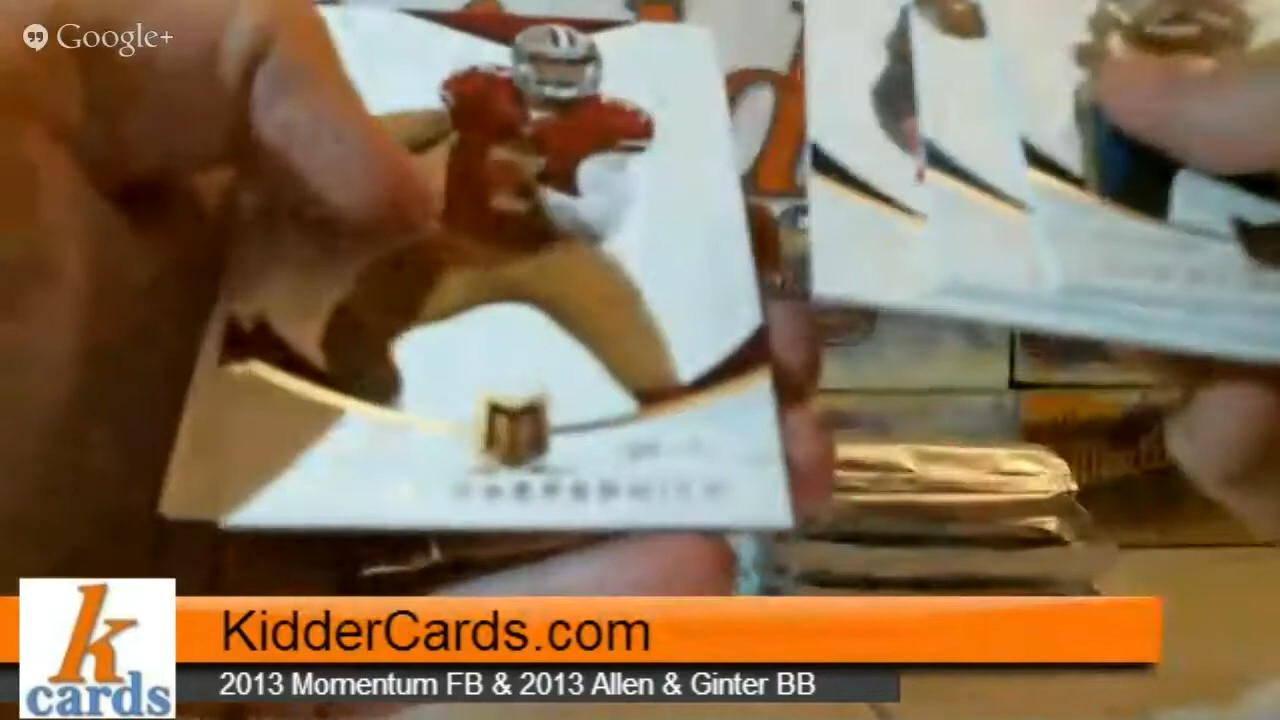 Google+
KidderCards.com
k
cards
2013 Momentum FB & 2013 Allen & Ginter BB